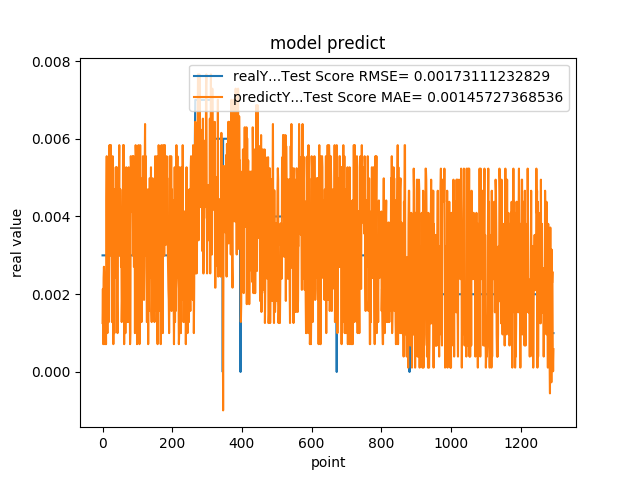 model predict
realY...Test Score RMSE= 0.00173111232829
predictY...Test Score MAE= 0.00145727368536
real value
0.008
0.006
0.004
0.002
0.000
0 200 400 600 800 1000 1200
point